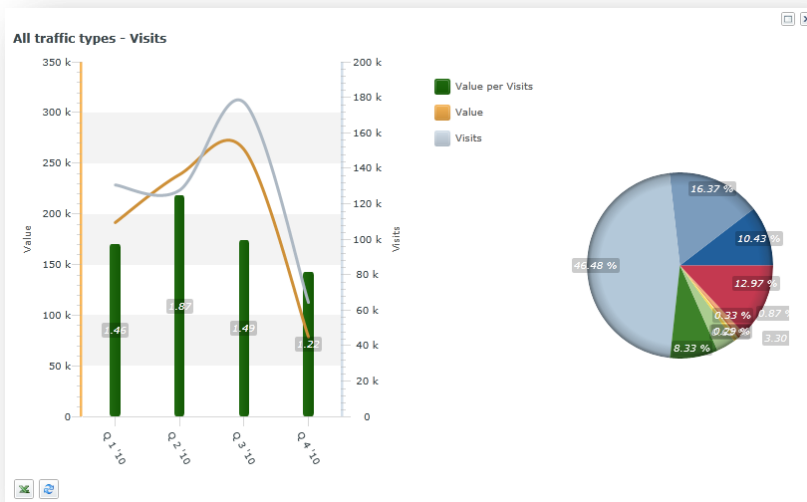 All traffic types - Visits
350 k
300 k
250 k
200 k
150 k
100 k
50 k
0
Value
200 k
180 k
160 k
140 k
120 k
100 k
80 k
60 k
40 k
20 k
0
Visits
1.46
1.87
1.49
1.22
Q 1 '10
Q 2 '10
Q 3 '10
Q 4 '10
Value per Visits
Value
Visits
16.37 %
10.43 %
46.48 %
12.97 %
0.33 %
0.87 %
0.29 %
3.30
8.33 %